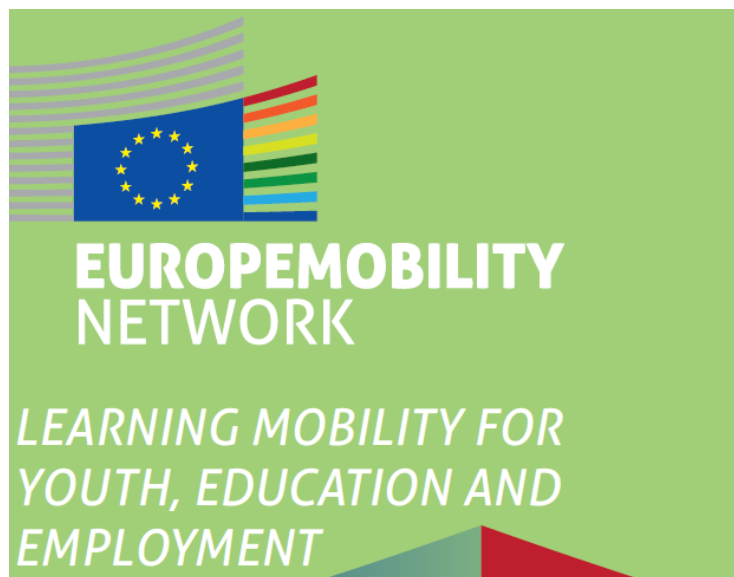 EUROPEMOBILITY
NETWORK
LEARNING MOBILITY FOR
YOUTH, EDUCATION AND
EMPLOYMENT